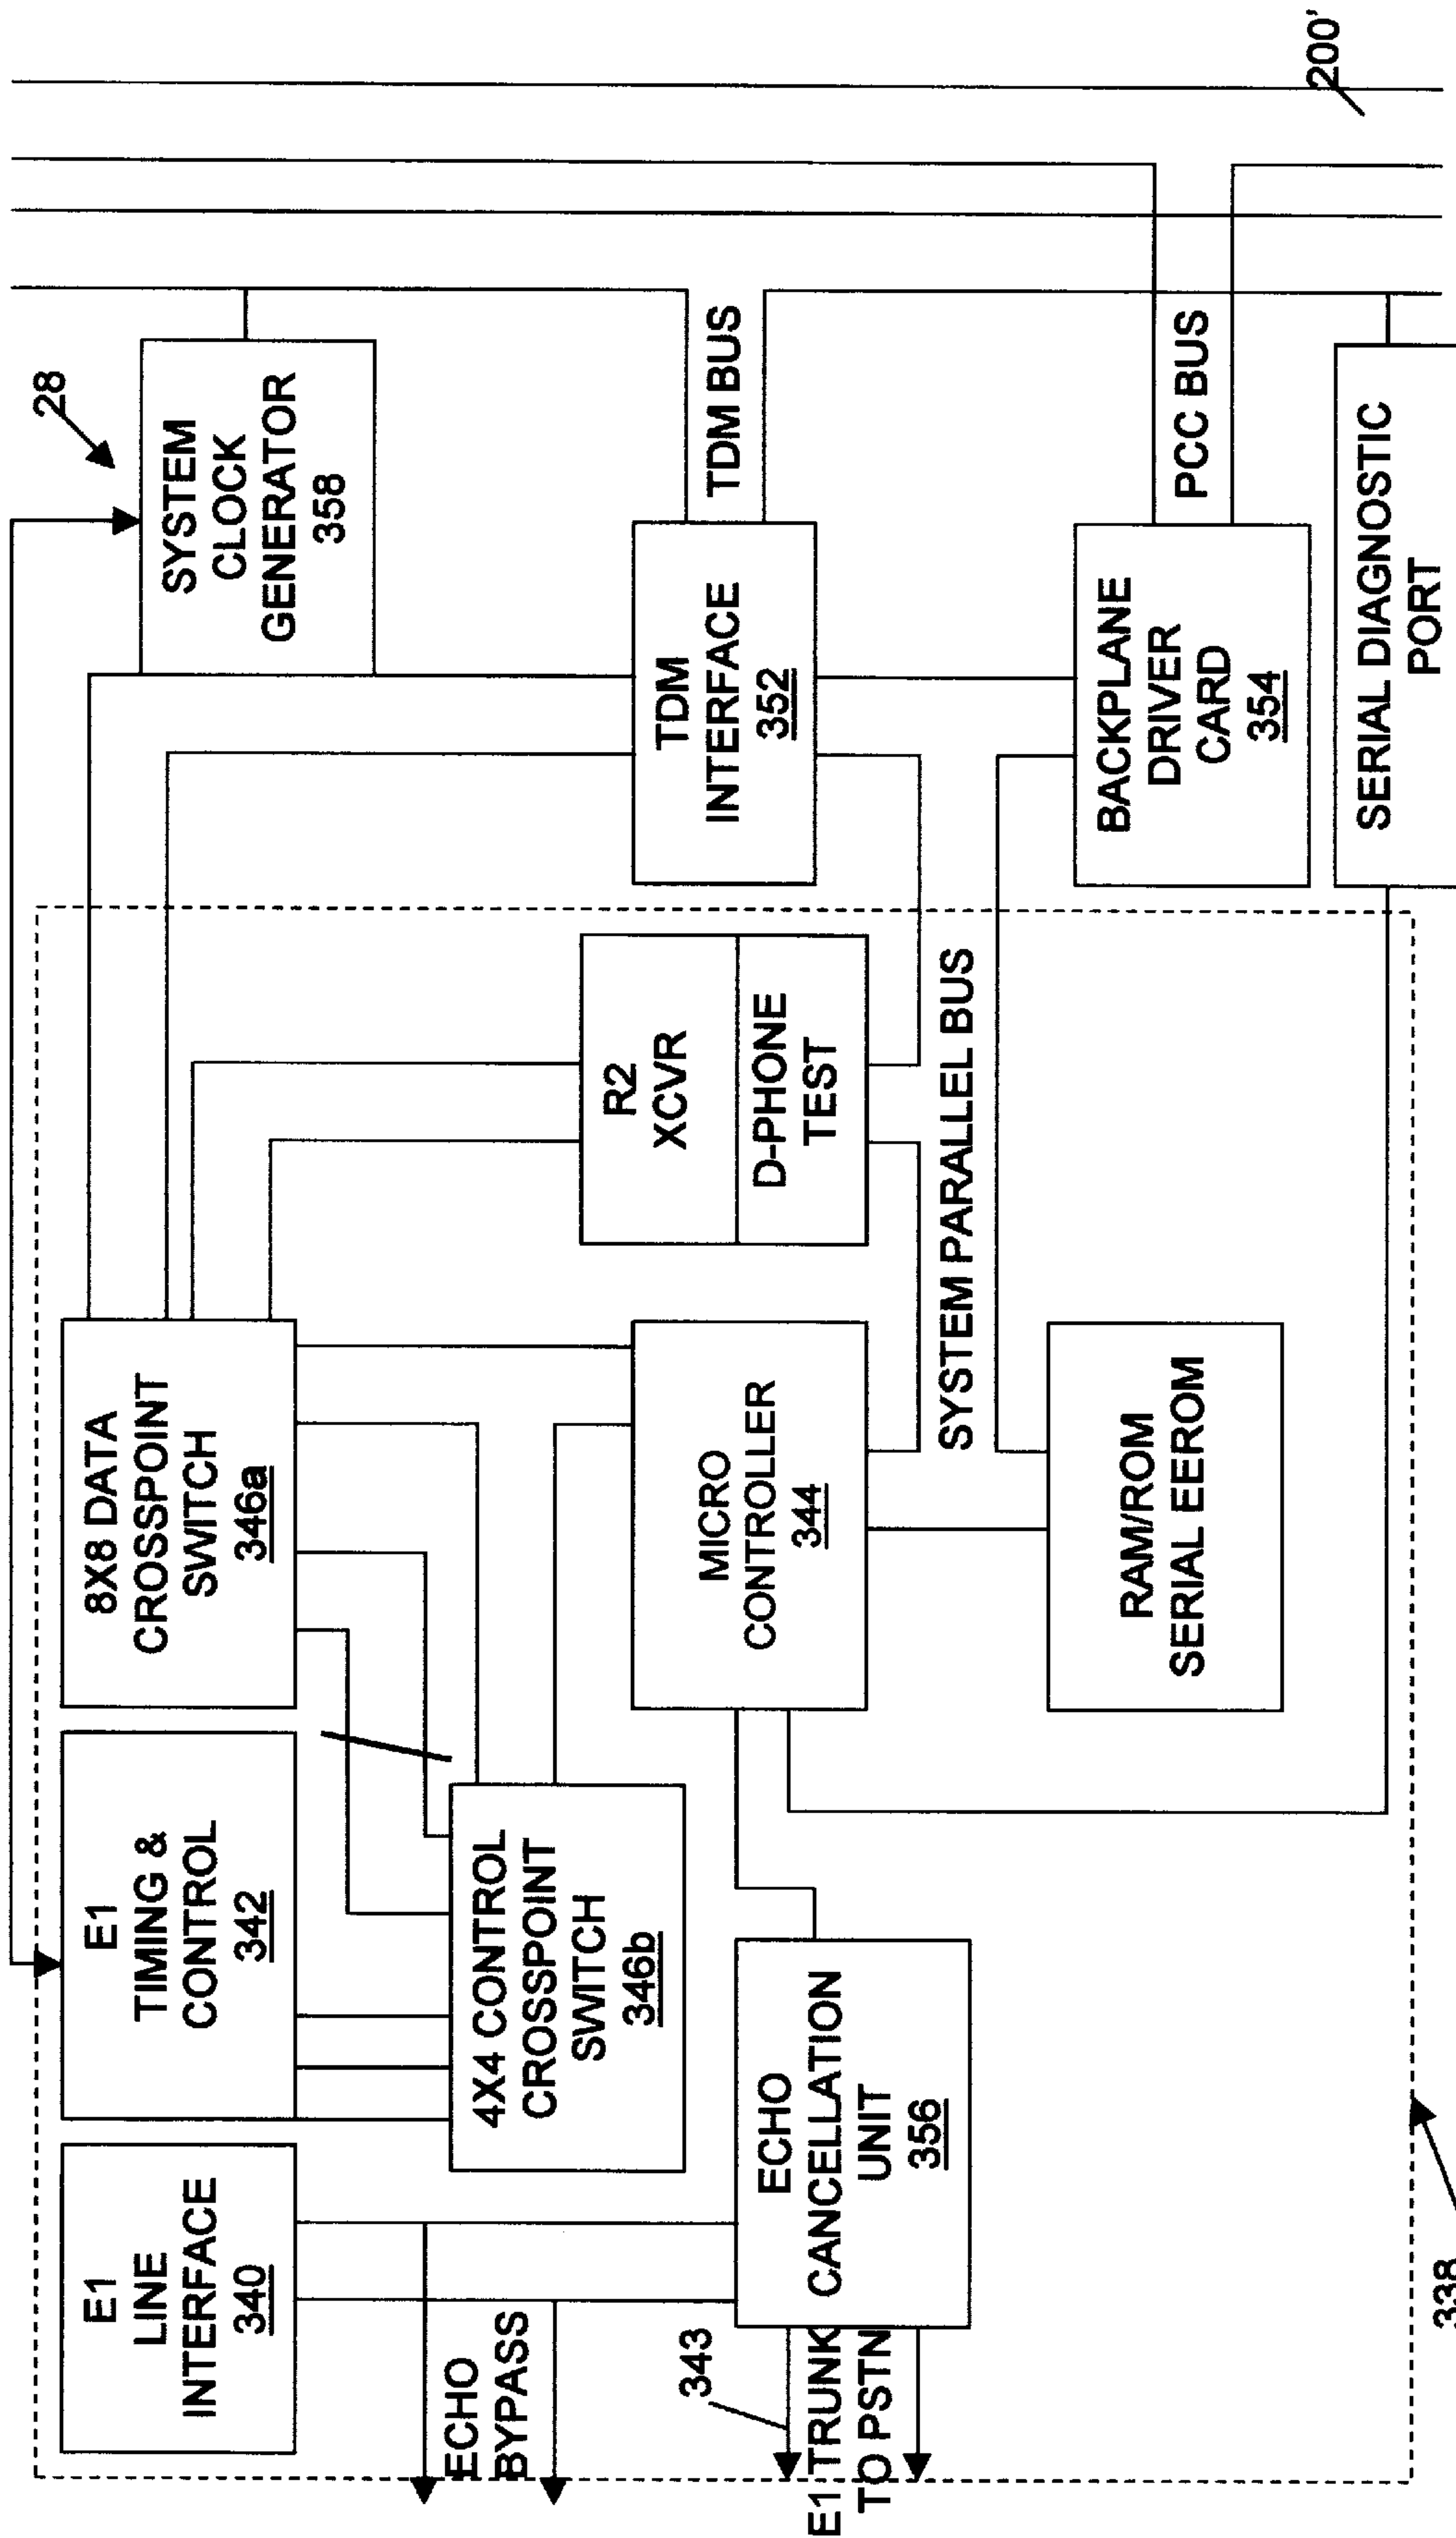 E1
LINE
INTERFACE
340
E1
TIMING &
CONTROL
342
8X8 DATA
CROSSPOINT
SWITCH
346a
SYSTEM
CLOCK
GENERATOR
358
28
4X4 CONTROL
CROSSPOINT
SWITCH
346b
R2
XCVR
D-PHONE
TEST
TDM
INTERFACE
352
TDM BUS
ECHO
BYPASS
MICRO
CONTROLLER
344
343
E1 TRUNK
TO PSTN
ECHO
CANCELLATION
UNIT
356
SYSTEM PARALLEL BUS
RAM/ROM
SERIAL EEROM
BACKPLANE
DRIVER
CARD
354
PCC BUS
SERIAL DIAGNOSTIC
PORT
200'
338